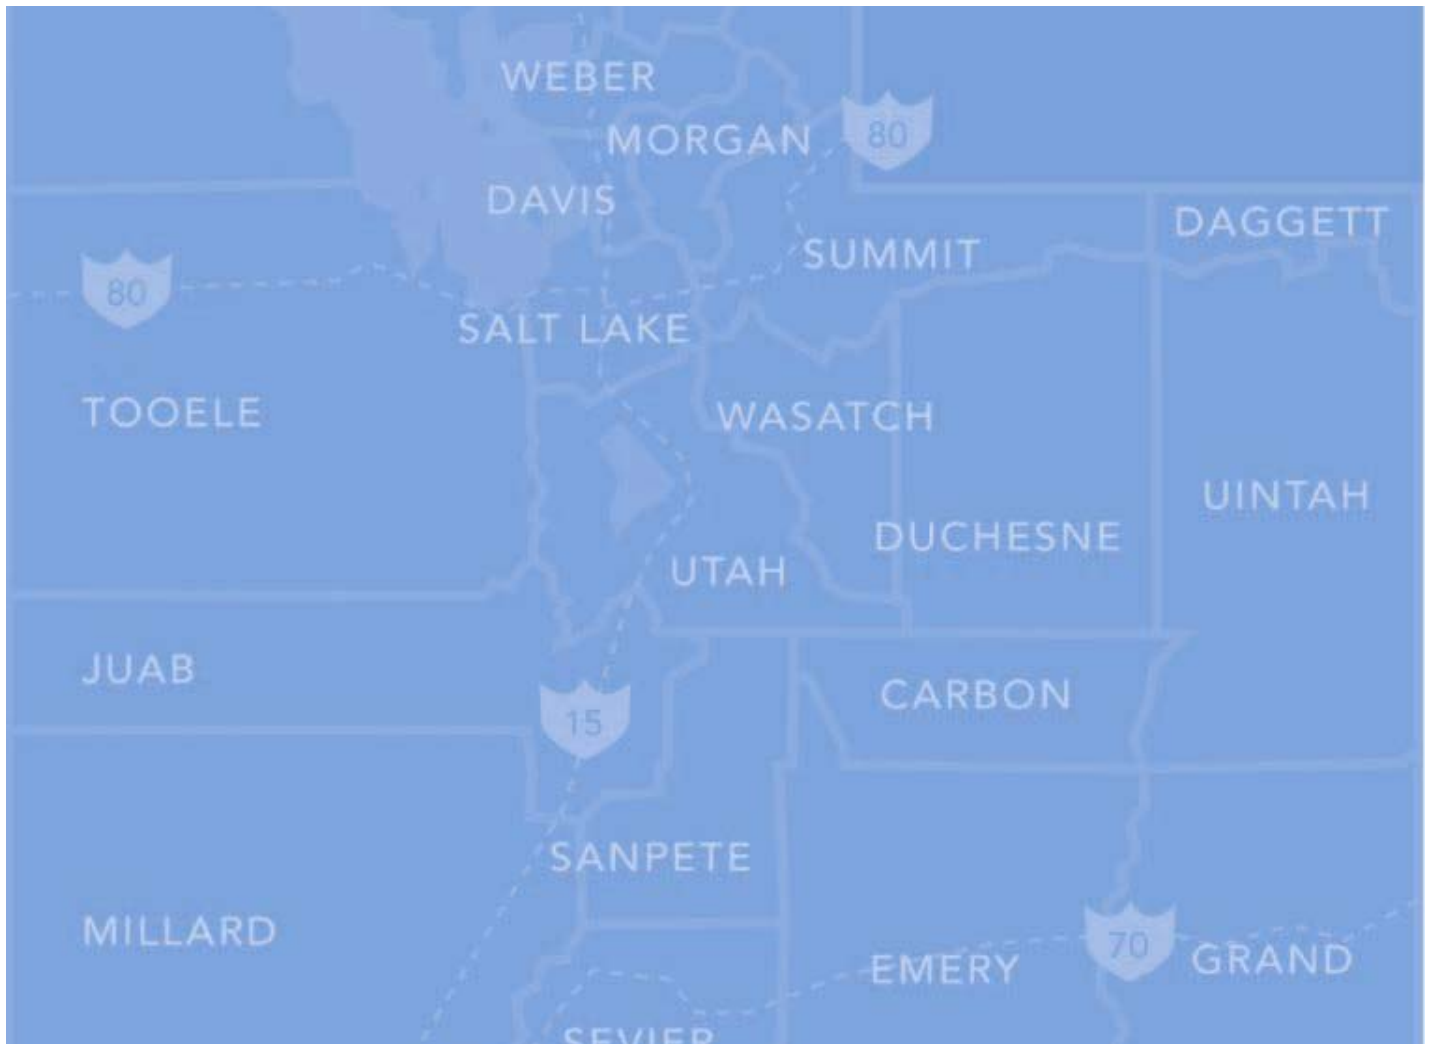 WEBER
MORGAN
80
DAVIS
DAGGETT
SUMMIT
80
SALT LAKE
TOOELE
WASATCH
UINTAH
DUCHESNE
UTAH
JUAB
CARBON
15
SANPETE
MILLARD
70
GRAND
EMERY
SEVIER